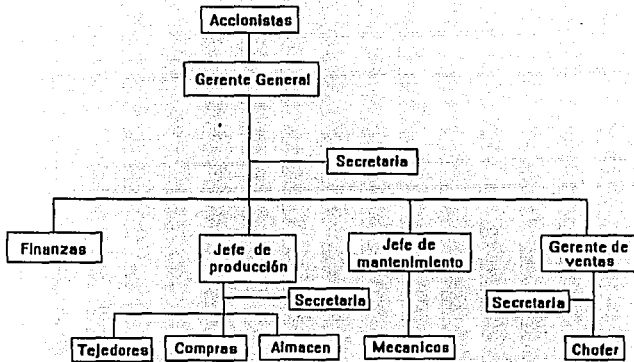 Accionistas
Gerente General
Secretaria
Finanzas
Jefe de
producción
Jefe de
mantenimiento
Gerente de
ventas
Secretaria
Secretaria
Tejedores
Compras
Almacen
Mecanicos
Chofer